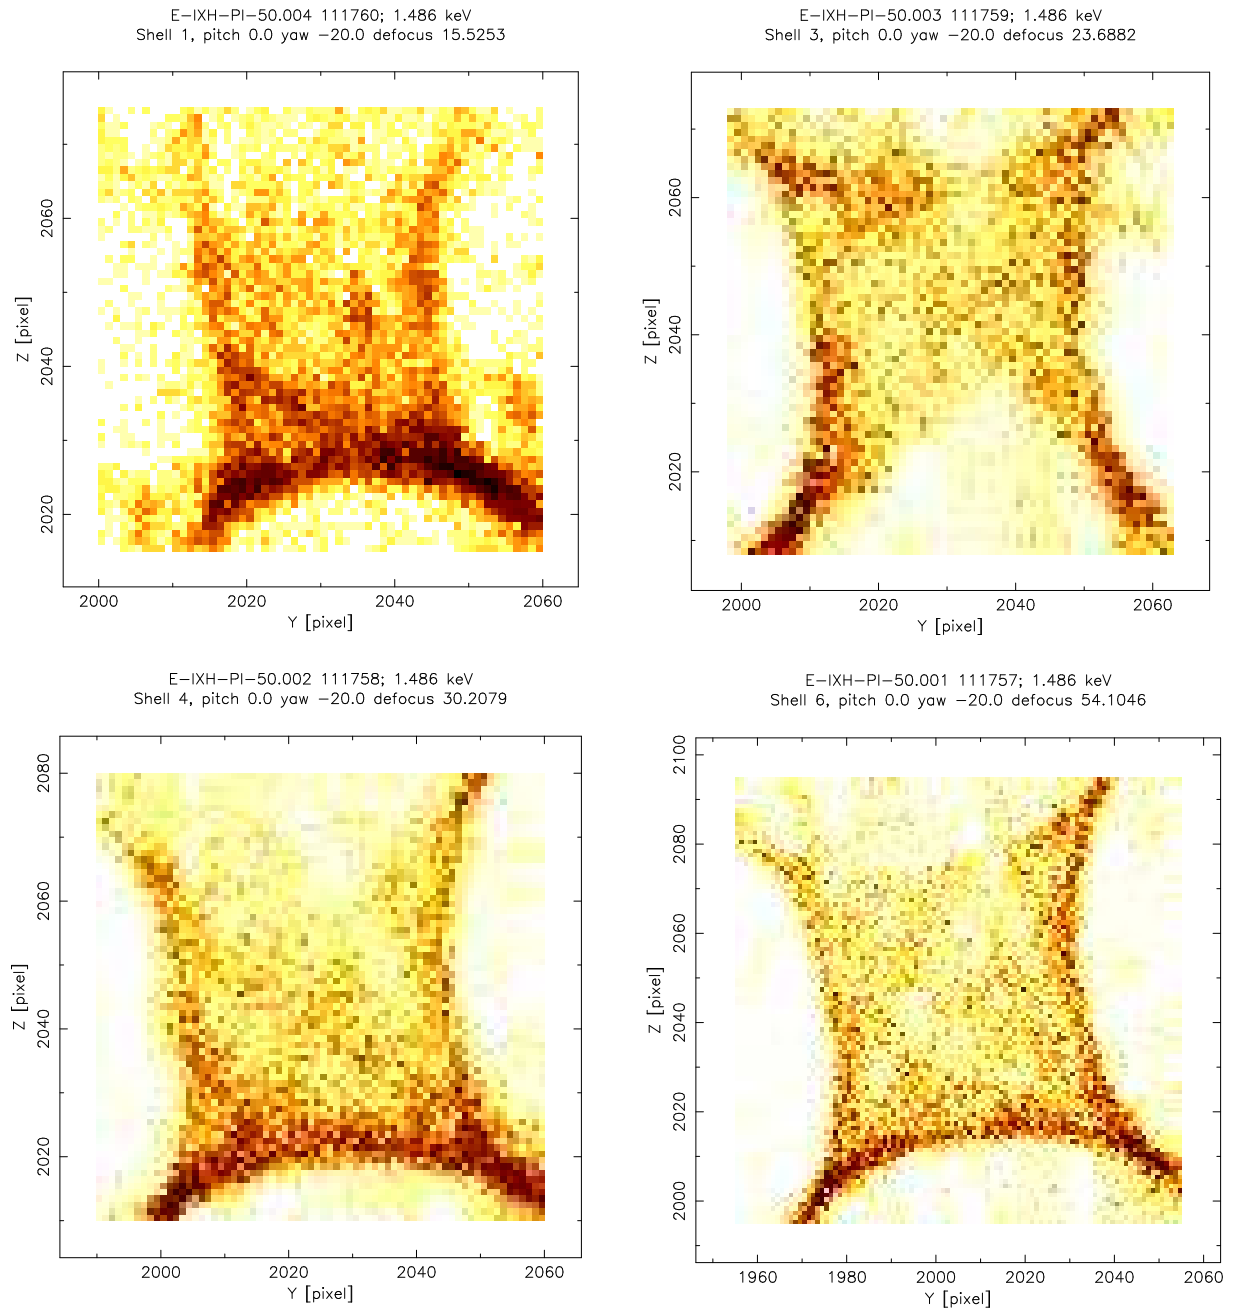 E-IXH-PI-50.004 111760; 1.486 keV
Shell 1, pitch 0.0 yaw -20.0 defocus 15.5253
Z [pixel]
2020
2040
2060
2000
2020
2040
2060
Y [pixel]
E-IXH-PI-50.003 111759; 1.486 keV
Shell 3, pitch 0.0 yaw -20.0 defocus 23.6882
Z [pixel]
2020
2040
2060
2000
2020
2040
2060
Y [pixel]
E-IXH-PI-50.002 111758; 1.486 keV
Shell 4, pitch 0.0 yaw -20.0 defocus 30.2079
Z [pixel]
2020
2040
2060
2080
2000
2020
2040
2060
Y [pixel]
E-IXH-PI-50.001 111757; 1.486 keV
Shell 6, pitch 0.0 yaw -20.0 defocus 54.1046
Z [pixel]
2000
2020
2040
2060
2080
2100
1960
1980
2000
2020
2040
2060
Y [pixel]